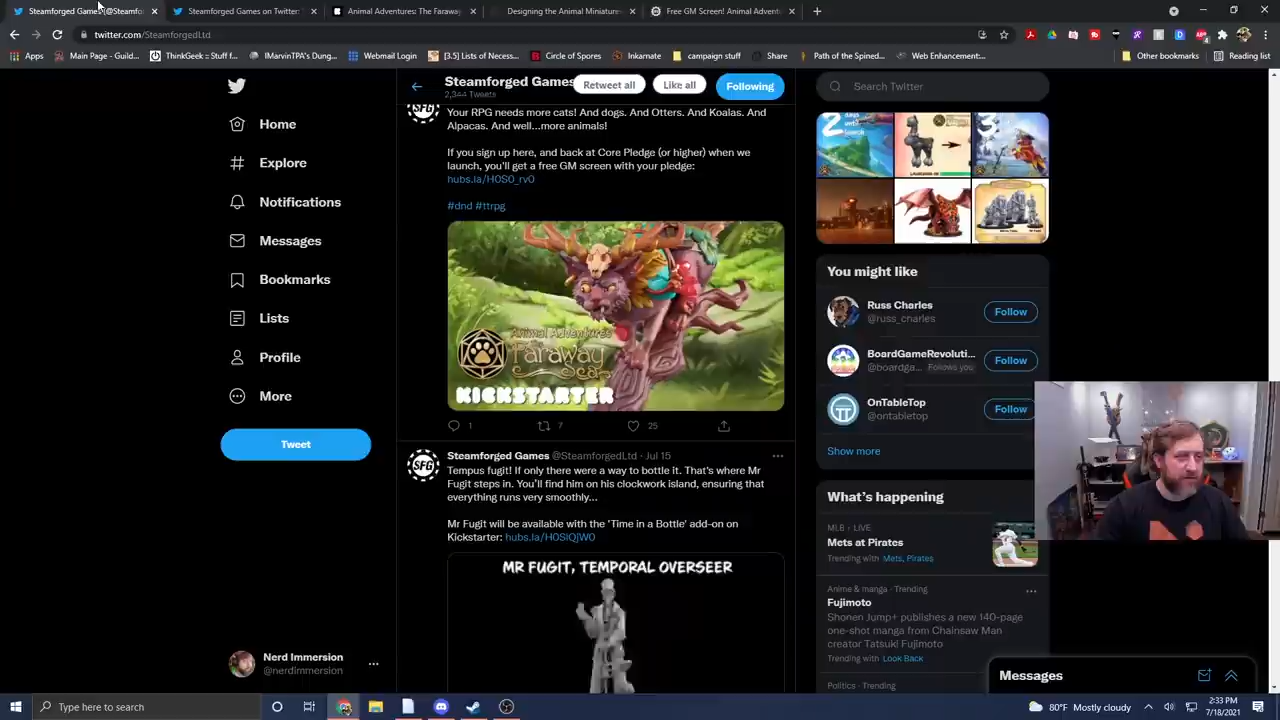 Steamforged Games (@Steamfo
Steamforged Games on Twitter:
Animal Adventures: The Faraway
Designing the Animal Miniature
Free GM Screen! Animal Advent
twitter.com/SteamforgedLtd
Apps
Main Page - Guild...
ThinkGeek :: Stuff f...
IMarvinTPA's Dung...
Webmail Login
[3.5] Lists of Necess...
Circle of Spores
Inkarnate
campaign stuff
Share
Path of the Spined...
Web Enhancement:...
Other bookmarks
Reading list
Steamforged Games
2,344 Tweets
Retweet all
Like all
Following
Search Twitter
Home
Explore
Notifications
Messages
Bookmarks
Lists
Profile
More
Tweet
Nerd Immersion
@nerdimmersion
SFG
Your RPG needs more cats! And dogs. And Otters. And Koalas. And
Alpacas. And well...more animals!
If you sign up here, and back at Core Pledge (or higher) when we
launch, you'll get a free GM screen with your pledge:
hubs.la/H0S0_rv0
#dnd #ttrpg
Animal Adventures
Faraway
Sea
KICKSTARTER
1
7
25
SFG
Steamforged Games @SteamforgedLtd · Jul 15
Tempus fugit! If only there were a way to bottle it. That's where Mr
Fugit steps in. You'll find him on his clockwork island, ensuring that
everything runs very smoothly...
Mr Fugit will be available with the 'Time in a Bottle' add-on on
Kickstarter: hubs.la/H0SlQjW0
MR FUGIT, TEMPORAL OVERSEER
2
3
You might like
Russ Charles
@russ_charles
Follow
BoardGameRevoluti...
@boardga... Follows you
Follow
OnTableTop
@ontabletop
Follow
Show more
What's happening
MLB · LIVE
Mets at Pirates
Trending with Mets, Pirates
Anime & manga · Trending
Fujimoto
Shonen Jump+ publishes a new 140-page
one-shot manga from Chainsaw Man
creator Tatsuki Fujimoto
Trending with Look Back
Politics · Trending
Messages
Type here to search
80°F Mostly cloudy
2:33 PM
7/18/2021